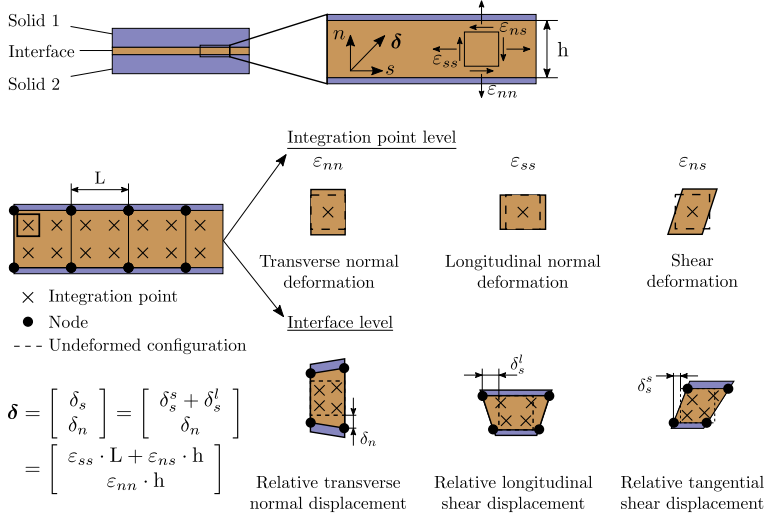 Solid 1
Interface
Solid 2
n
δ
s
ε_ns
ε_ss
ε_nn
h
Integration point level
L
ε_nn
ε_ss
ε_ns
Transverse normal
deformation
Longitudinal normal
deformation
Shear
deformation
Integration point
Node
Undeformed configuration
Interface level
δ_n
δ_s^l
δ_s^s
δ = [ δ_s ; δ_n ] = [ δ_s^s + δ_s^l ; δ_n ]
= [ ε_ss · L + ε_ns · h ; ε_nn · h ]
Relative transverse
normal displacement
Relative longitudinal
shear displacement
Relative tangential
shear displacement